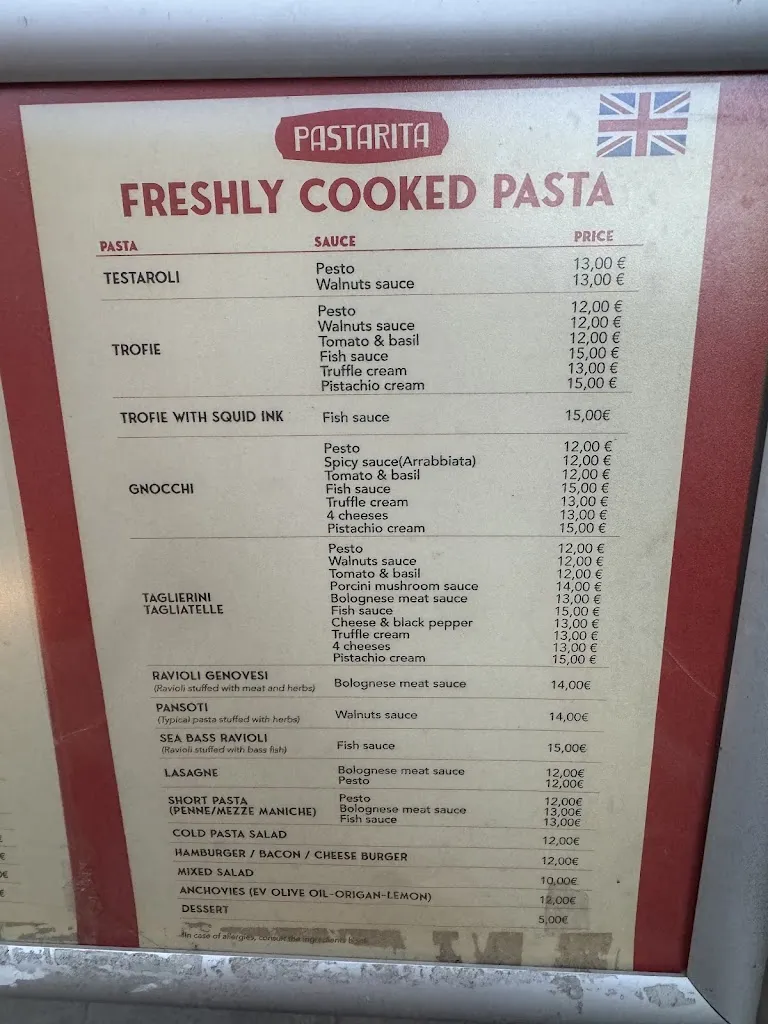 PASTARITA
FRESHLY COOKED PASTA
PASTA SAUCE PRICE
TESTAROLI
Pesto 13,00 €
Walnuts sauce 13,00 €
TROFIE
Pesto 12,00 €
Walnuts sauce 12,00 €
Tomato & basil 12,00 €
Fish sauce 15,00 €
Truffle cream 13,00 €
Pistachio cream 15,00 €
TROFIE WITH SQUID INK Fish sauce 15,00€
GNOCCHI
Pesto 12,00 €
Spicy sauce(Arrabbiata) 12,00 €
Tomato & basil 12,00 €
Fish sauce 15,00 €
Truffle cream 13,00 €
4 cheeses 13,00 €
Pistachio cream 15,00 €
TAGLIERINI
TAGLIATELLE
Pesto 12,00 €
Walnuts sauce 12,00 €
Tomato & basil 12,00 €
Porcini mushroom sauce 14,00 €
Bolognese meat sauce 13,00 €
Fish sauce 15,00 €
Cheese & black pepper 13,00 €
Truffle cream 13,00 €
4 cheeses 13,00 €
Pistachio cream 15,00 €
RAVIOLI GENOVESI
(Ravioli stuffed with meat and herbs)
Bolognese meat sauce 14,00€
PANSOTI
(Typical pasta stuffed with herbs)
Walnuts sauce 14,00€
SEA BASS RAVIOLI
(Ravioli stuffed with bass fish)
Fish sauce 15,00€
LASAGNE
Bolognese meat sauce 12,00€
Pesto 12,00€
SHORT PASTA
(PENNE/MEZZE MANICHE)
Pesto 12,00€
Bolognese meat sauce 13,00€
Fish sauce 13,00€
COLD PASTA SALAD 12,00€
HAMBURGER / BACON / CHEESE BURGER 12,00€
MIXED SALAD 10,00€
ANCHOVIES (EV OLIVE OIL-ORIGAN-LEMON) 12,00€
DESSERT 5,00€
In case of allergies, consult the ingredients book